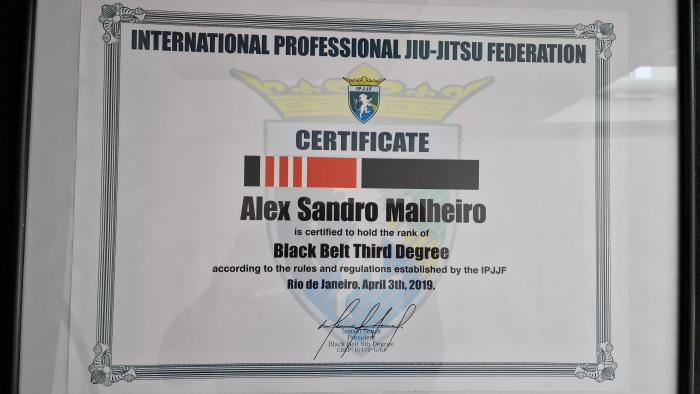 INTERNATIONAL PROFESSIONAL JIU-JITSU FEDERATION
IPJJF
CERTIFICATE
Alex Sandro Malheiro
is certified to hold the rank of
Black Belt Third Degree
according to the rules and regulations established by the IPJJF
Rio de Janeiro, April 3th, 2019.
President
Black Belt 6th Degree